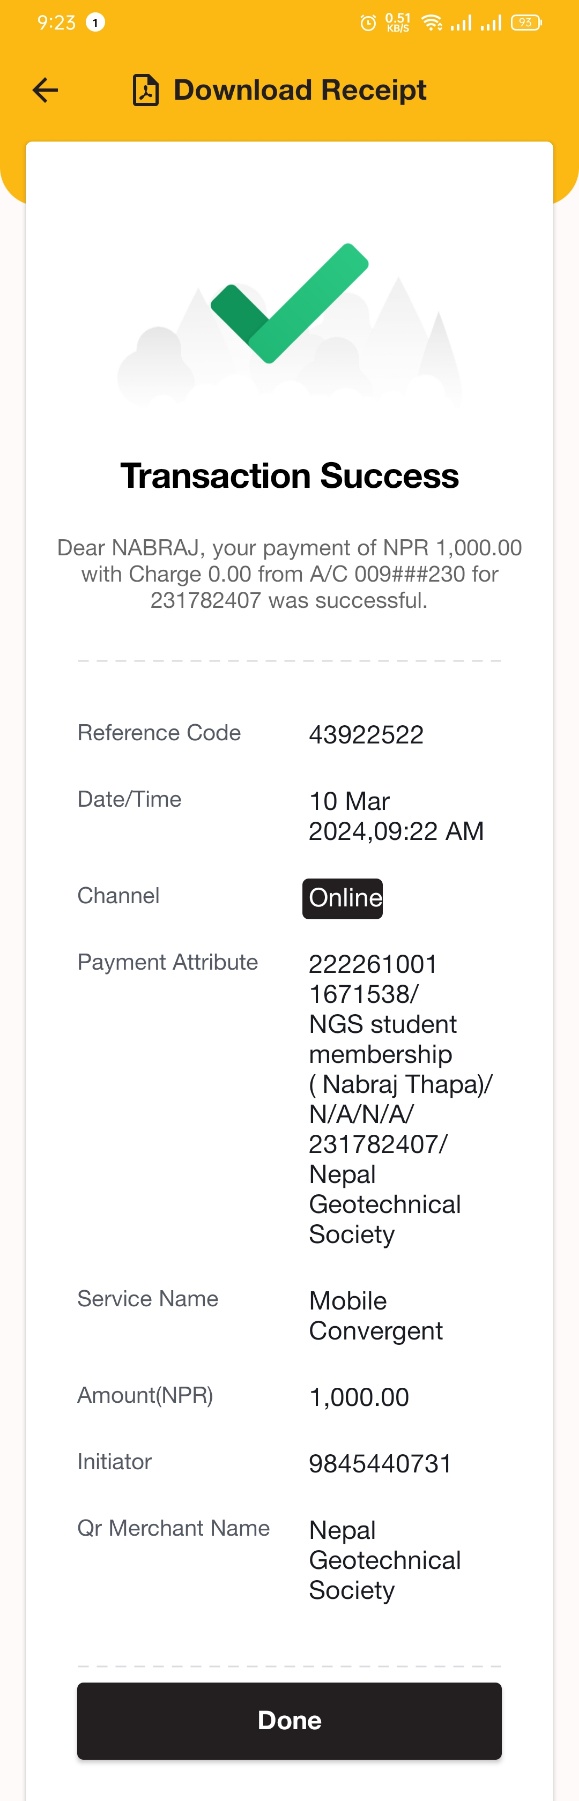 9:23 1 0.51 KB/S 93
Download Receipt
Transaction Success
Dear NABRAJ, your payment of NPR 1,000.00
with Charge 0.00 from A/C 009###230 for
231782407 was successful.
Reference Code 43922522
Date/Time 10 Mar
2024,09:22 AM
Channel Online
Payment Attribute 222261001
1671538/
NGS student
membership
( Nabraj Thapa)/
N/A/N/A/
231782407/
Nepal
Geotechnical
Society
Service Name Mobile
Convergent
Amount(NPR) 1,000.00
Initiator 9845440731
Qr Merchant Name Nepal
Geotechnical
Society
Done